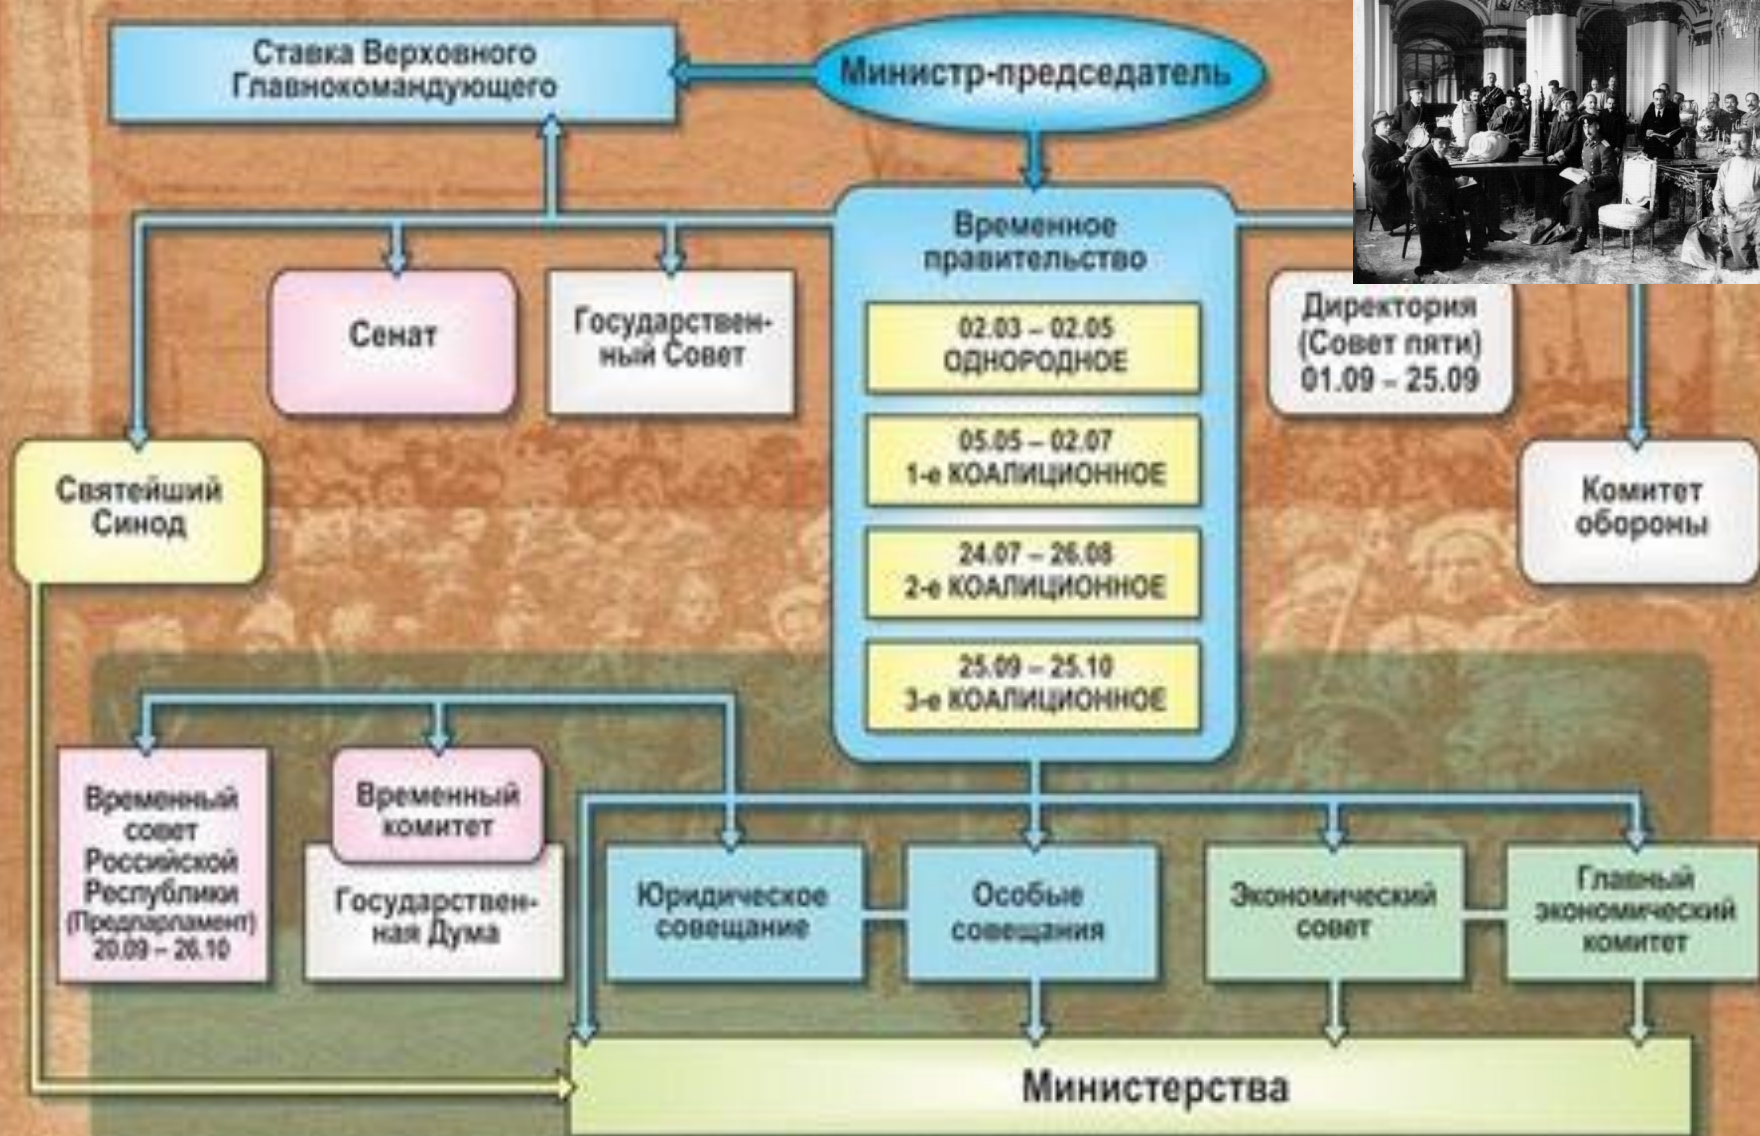 Ставка Верховного
Главнокомандующего
Министр-председатель
Временное
правительство
02.03 – 02.05
ОДНОРОДНОЕ
05.05 – 02.07
1-е КОАЛИЦИОННОЕ
24.07 – 26.08
2-е КОАЛИЦИОННОЕ
25.09 – 25.10
3-е КОАЛИЦИОННОЕ
Сенат
Государствен-
ный Совет
Директория
(Совет пяти)
01.09 – 25.09
Святейший
Синод
Комитет
обороны
Временный
совет
Российской
Республики
(Предпарламент)
20.09 – 26.10
Временный
комитет
Государствен-
ная Дума
Юридическое
совещание
Особые
совещания
Экономический
совет
Главный
экономический
комитет
Министерства